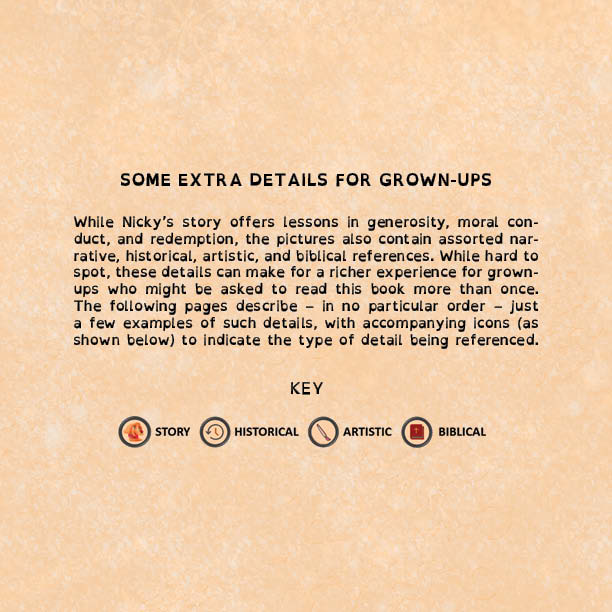 SOME EXTRA DETAILS FOR GROWN-UPS
While Nicky's story offers lessons in generosity, moral con-
duct, and redemption, the pictures also contain assorted nar-
rative, historical, artistic, and biblical references. While hard to
spot, these details can make for a richer experience for grown-
ups who might be asked to read this book more than once.
The following pages describe – in no particular order – just
a few examples of such details, with accompanying icons (as
shown below) to indicate the type of detail being referenced.
KEY
STORY HISTORICAL ARTISTIC BIBLICAL